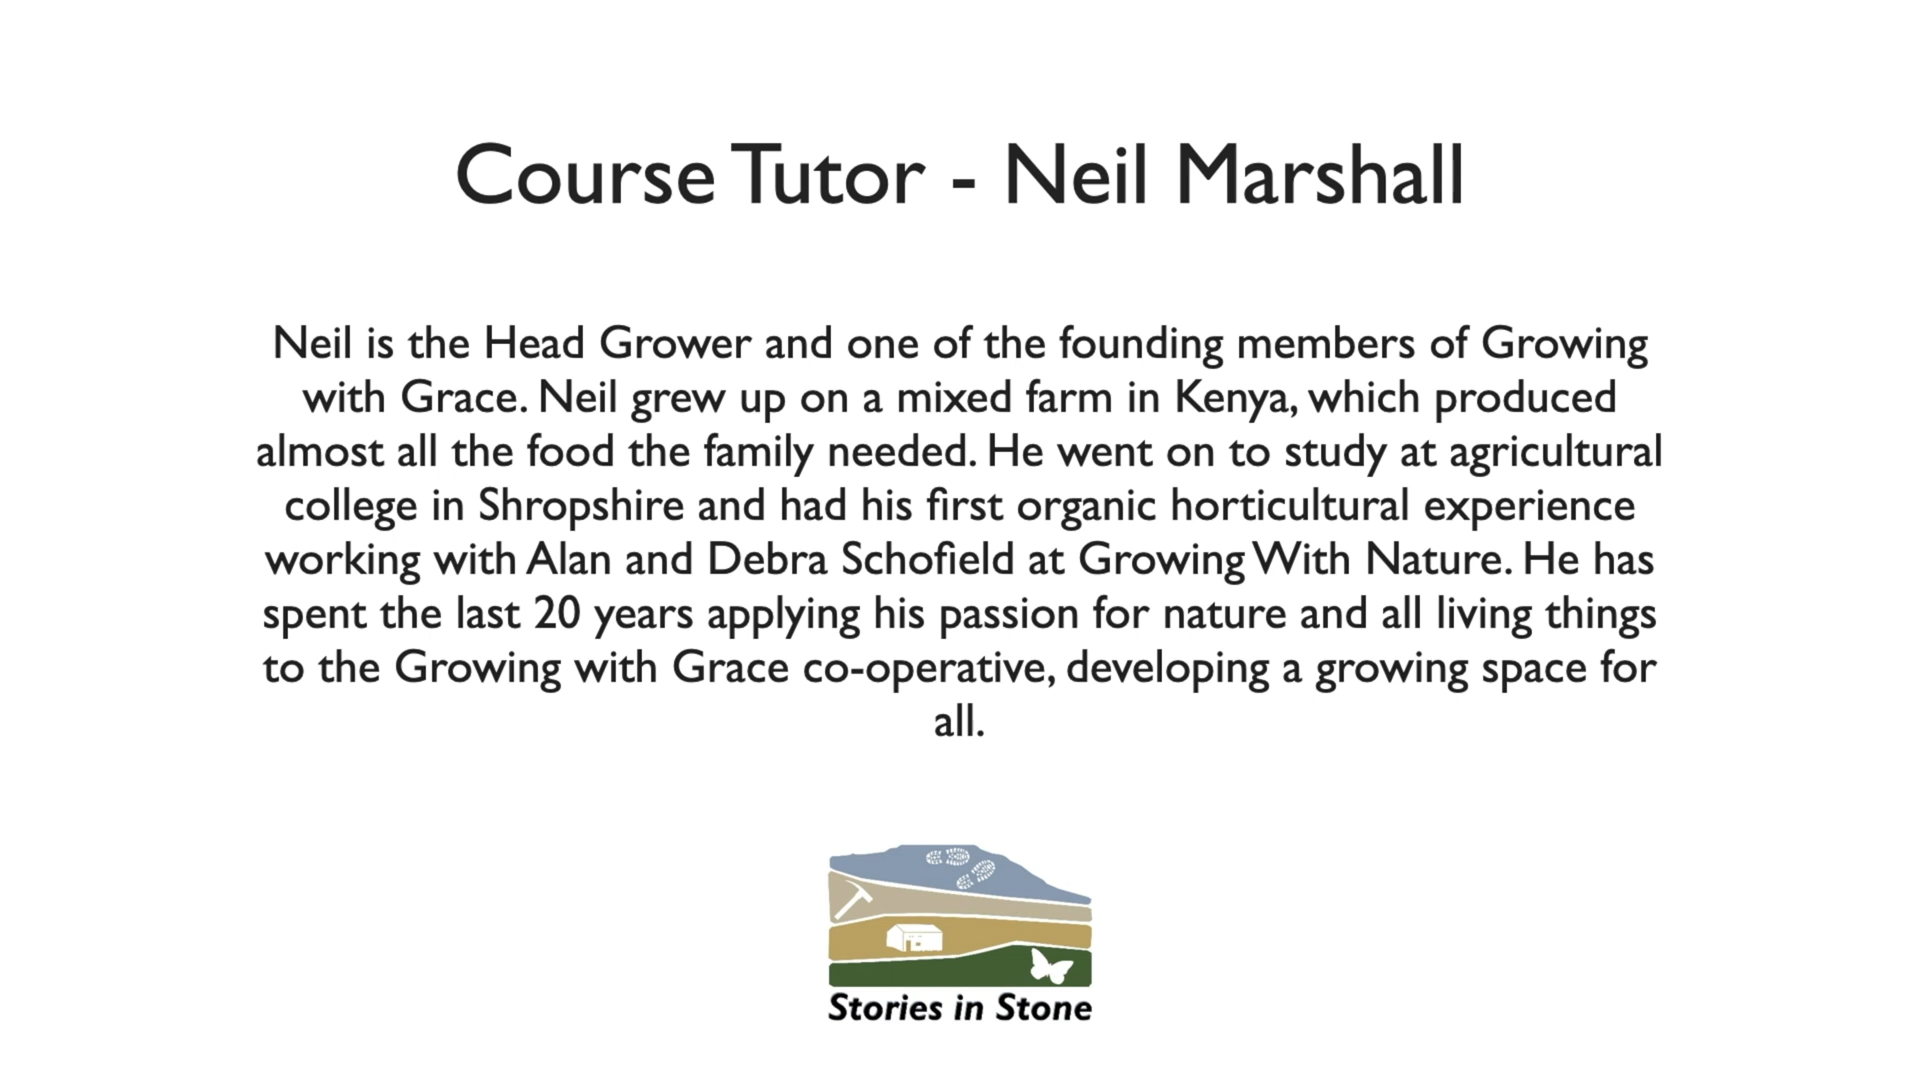 Course Tutor - Neil Marshall
Neil is the Head Grower and one of the founding members of Growing
with Grace. Neil grew up on a mixed farm in Kenya, which produced
almost all the food the family needed. He went on to study at agricultural
college in Shropshire and had his first organic horticultural experience
working with Alan and Debra Schofield at Growing With Nature. He has
spent the last 20 years applying his passion for nature and all living things
to the Growing with Grace co-operative, developing a growing space for
all.
Stories in Stone